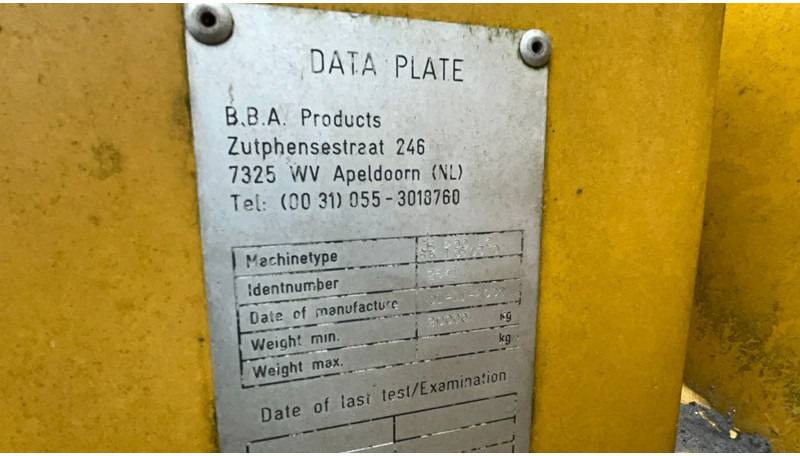 DATA PLATE
B.B.A. Products
Zutphensestraat 246
7325 WV Apeldoorn (NL)
Tel: (00 31) 055-3018760
Machinetype
Identnumber
Date of manufacture
Weight min. 20000 kg
Weight max. kg
Date of last test/Examination